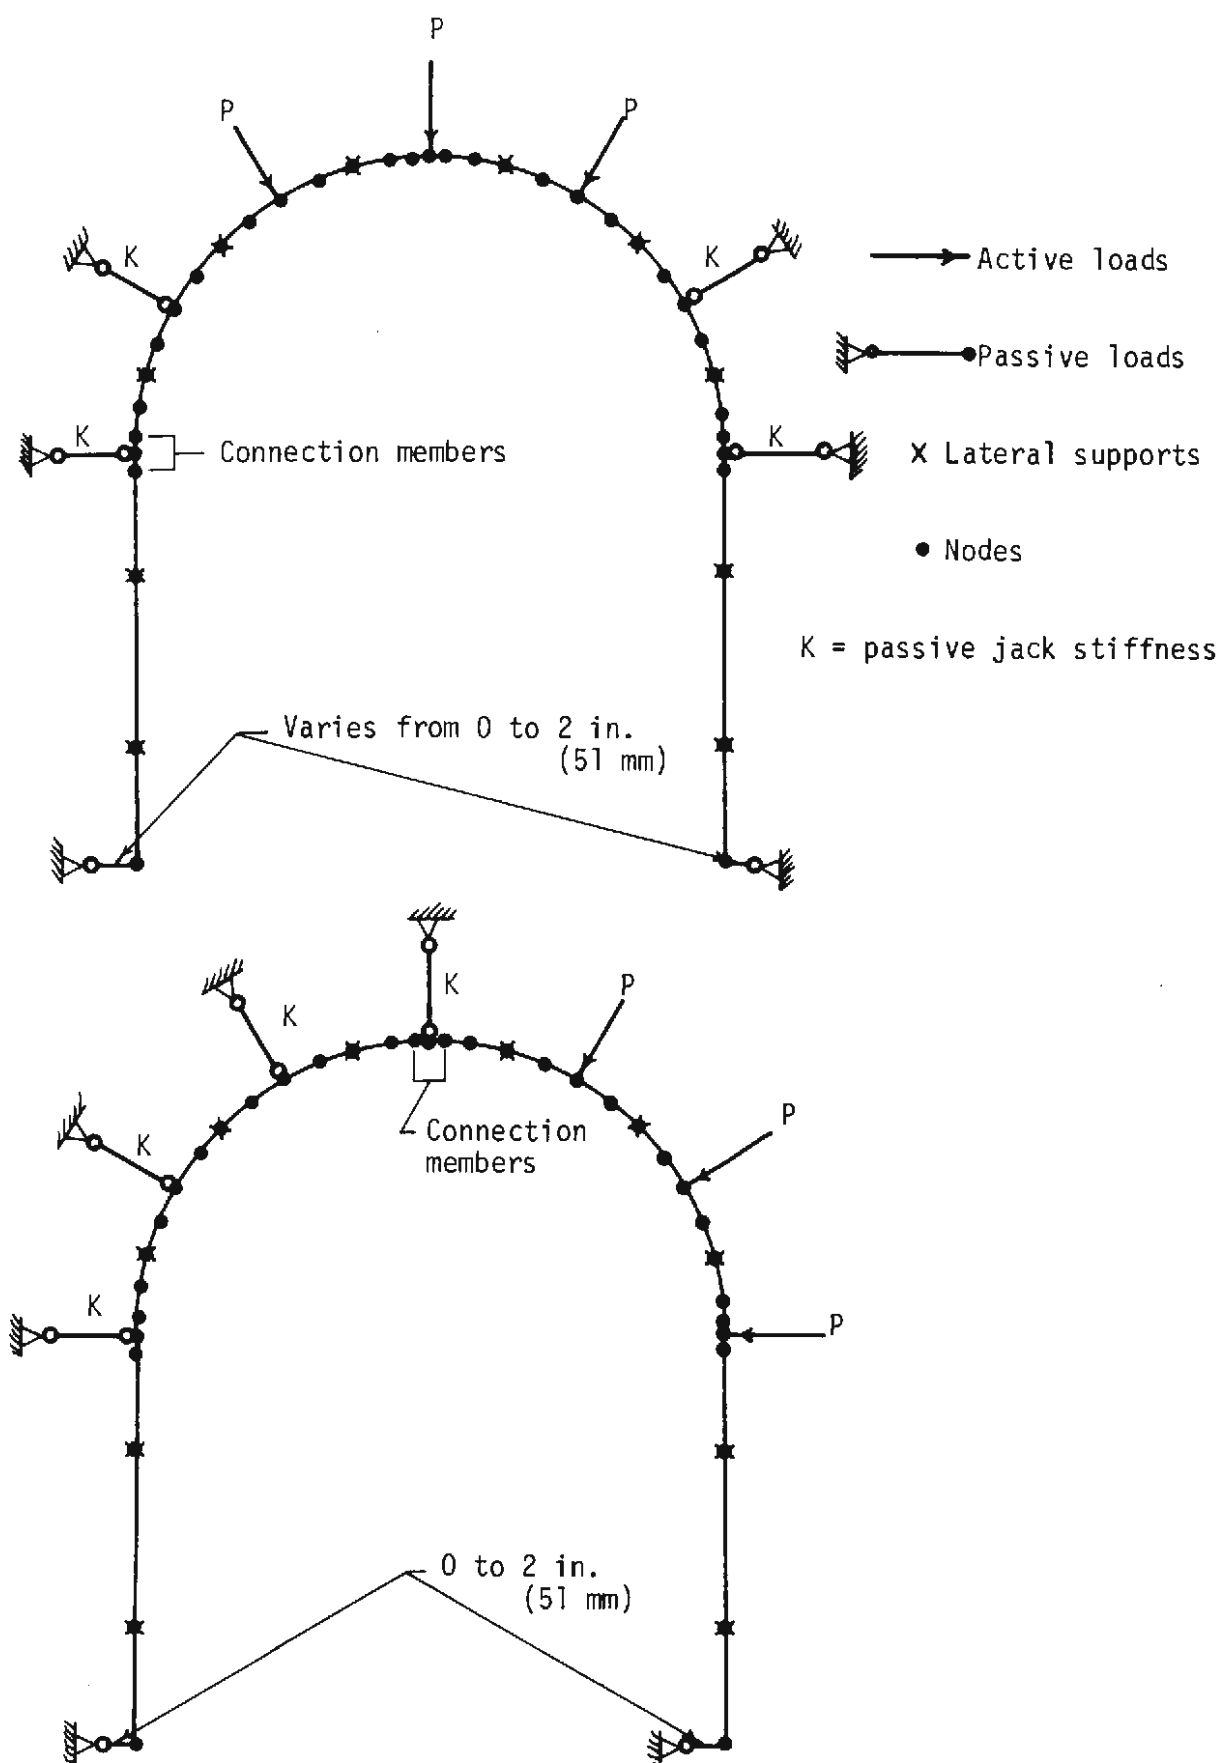 P
P
P
K
K
Active loads
Passive loads
K
Connection members
K
X Lateral supports
Nodes
K = passive jack stiffness
Varies from 0 to 2 in.
(51 mm)
K
P
K
P
K
Connection
members
K
P
0 to 2 in.
(51 mm)